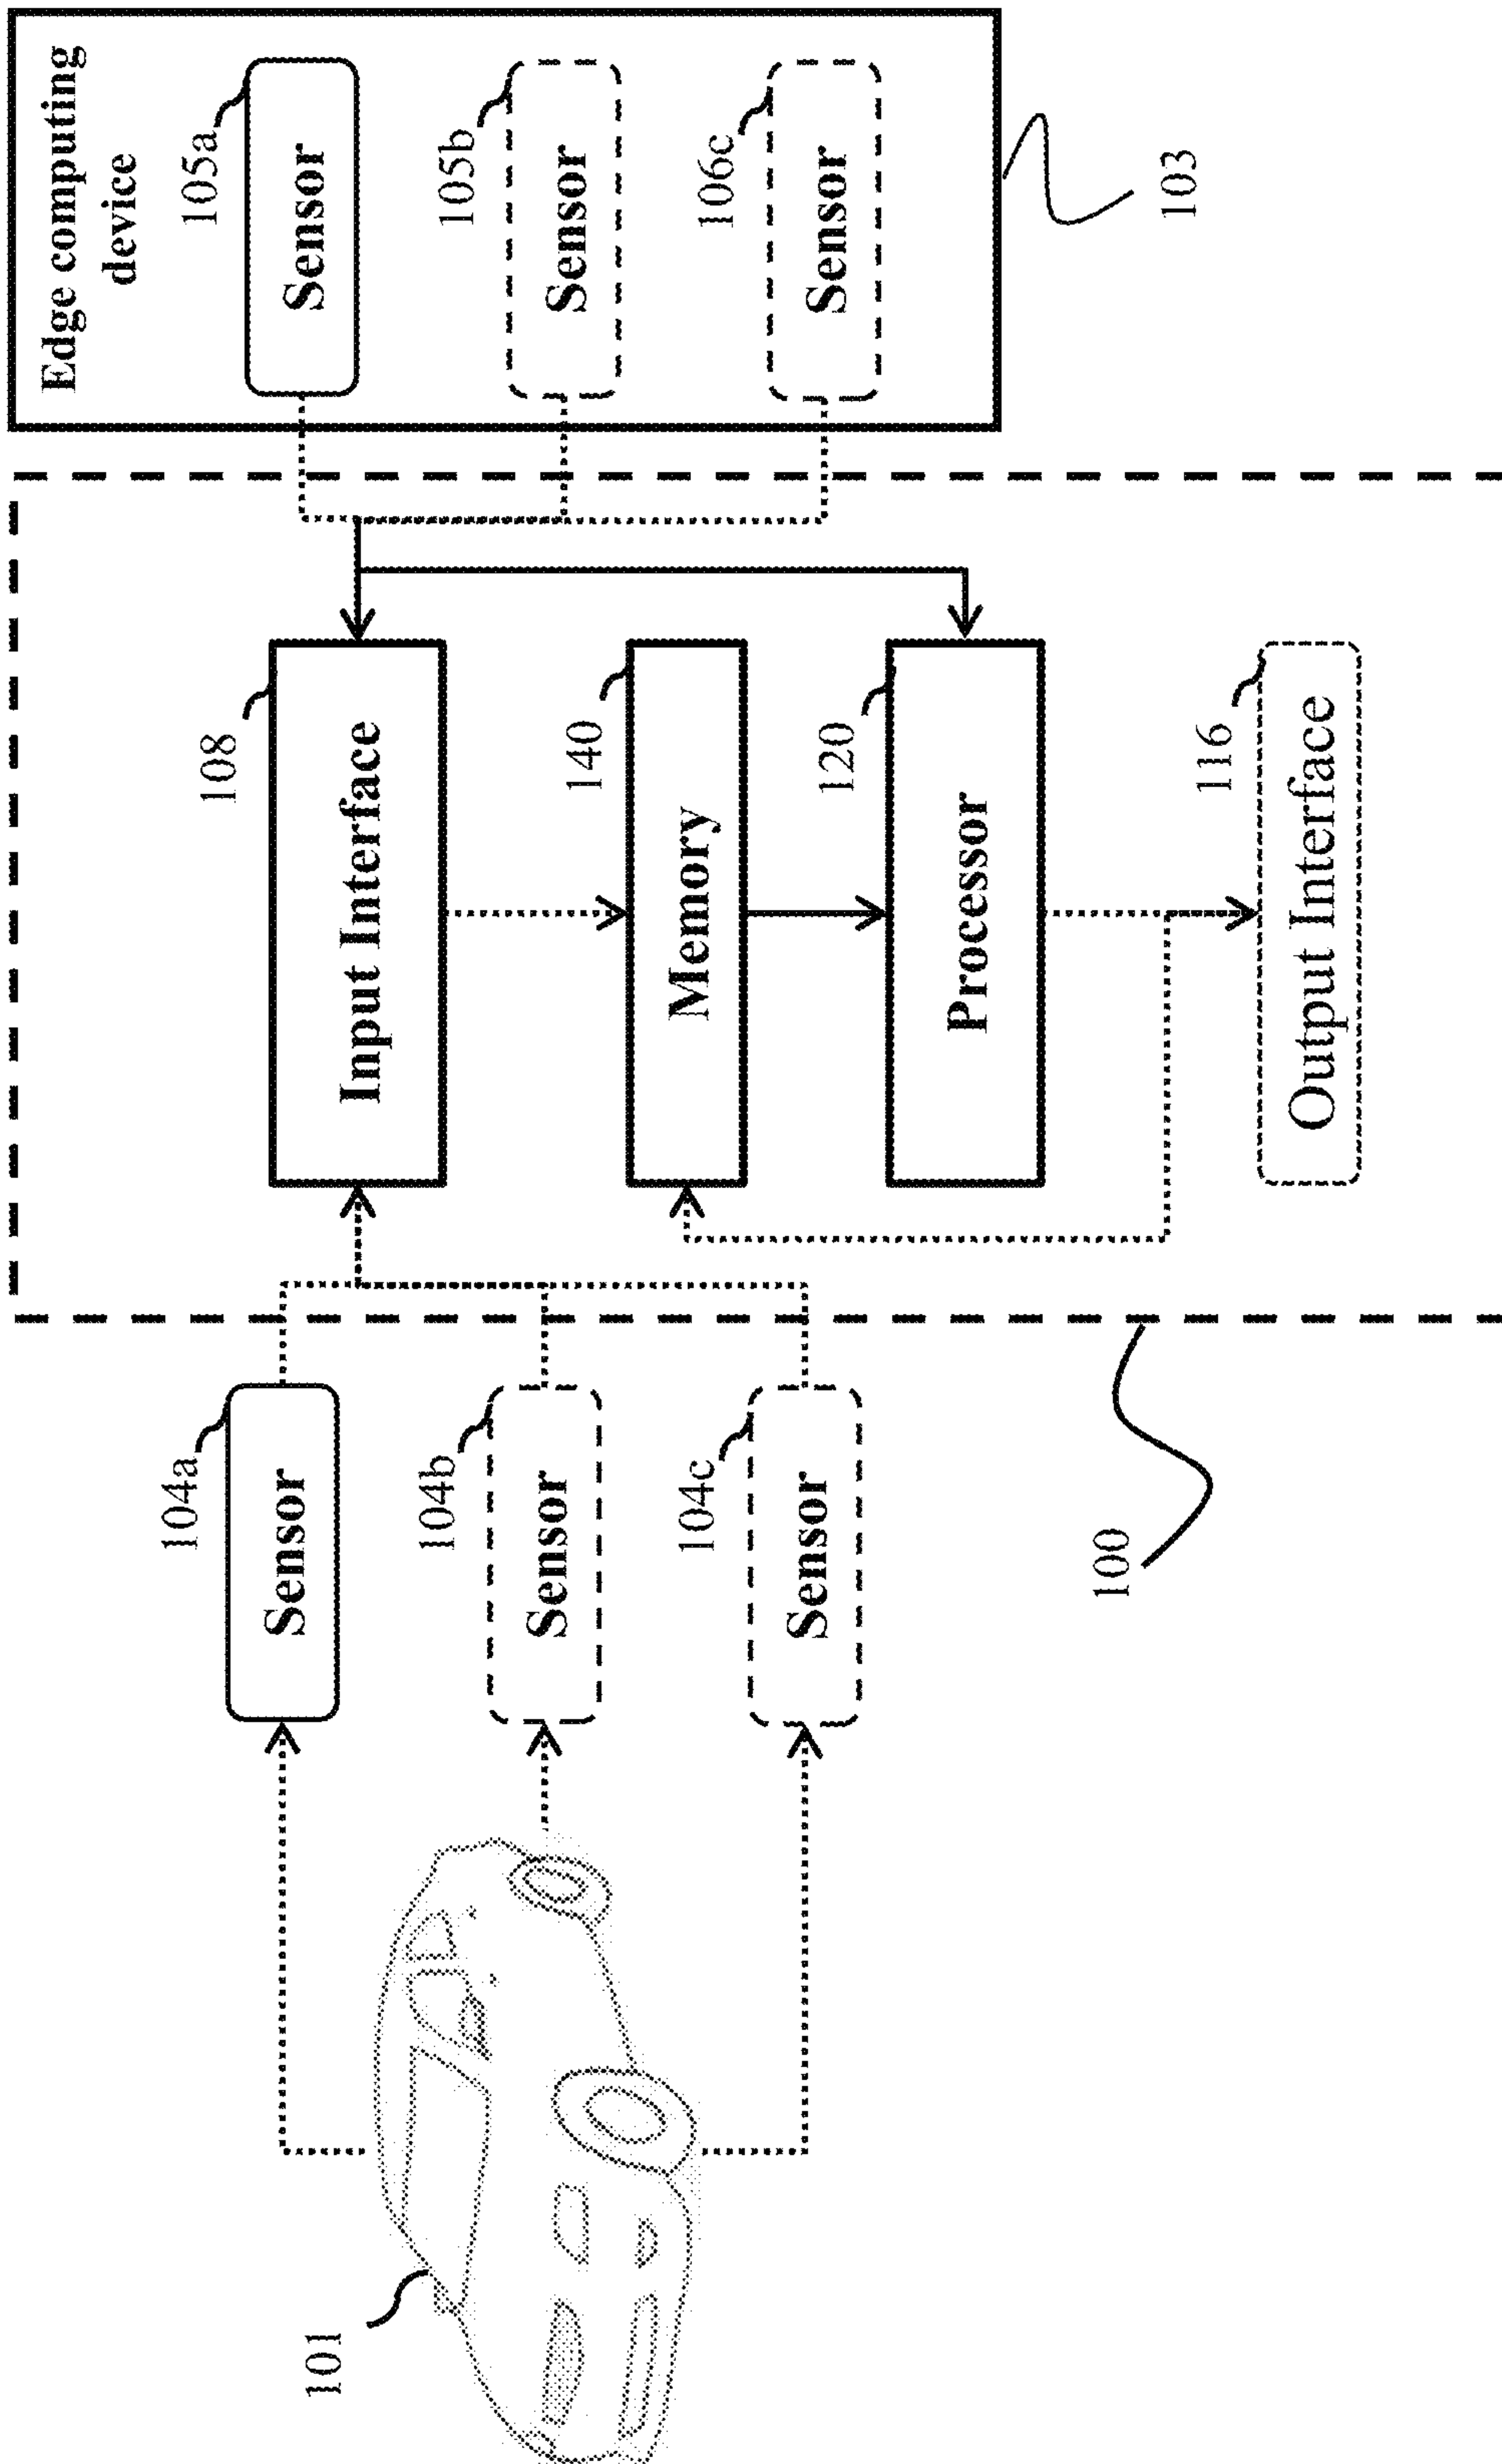 101
104a
Sensor
104b
Sensor
104c
Sensor
100
108
Input Interface
140
Memory
120
Processor
116
Output Interface
Edge computing
device
105a
Sensor
105b
Sensor
106c
Sensor
103